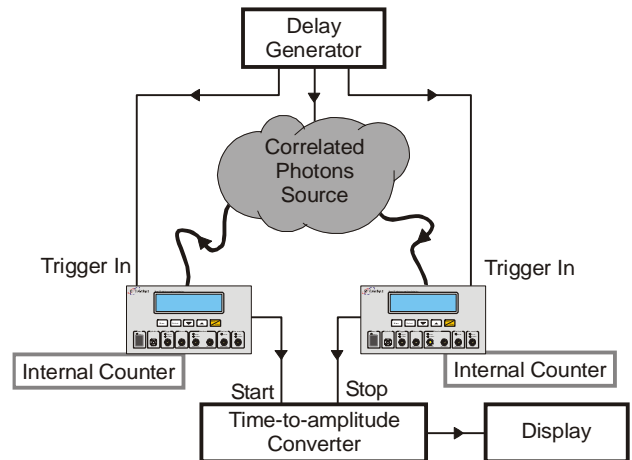 Delay
Generator
Correlated
Photons
Source
Trigger In
Trigger In
Internal Counter
Internal Counter
Start
Stop
Time-to-amplitude
Converter
Display